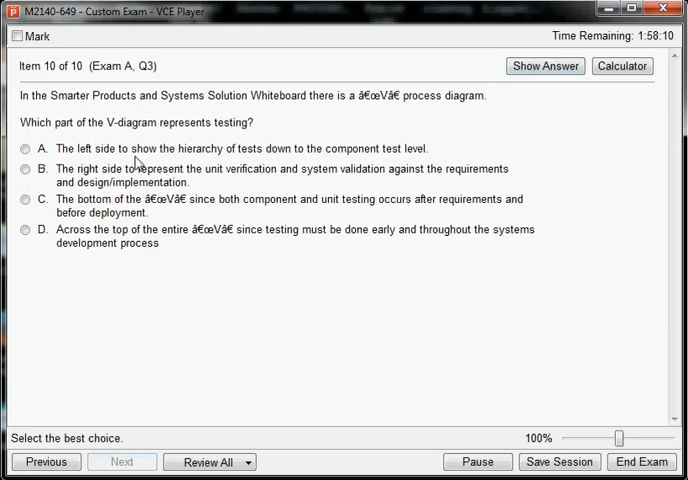 M2140-649 - Custom Exam - VCE Player
Mark
Time Remaining: 1:58:10
Item 10 of 10 (Exam A, Q3)
Show Answer
Calculator
In the Smarter Products and Systems Solution Whiteboard there is a â€œVâ€ process diagram.
Which part of the V-diagram represents testing?
A. The left side to show the hierarchy of tests down to the component test level.
B. The right side to represent the unit verification and system validation against the requirements
and design/implementation.
C. The bottom of the â€œVâ€ since both component and unit testing occurs after requirements and
before deployment.
D. Across the top of the entire â€œVâ€ since testing must be done early and throughout the systems
development process
Select the best choice.
100%
Previous
Next
Review All
Pause
Save Session
End Exam